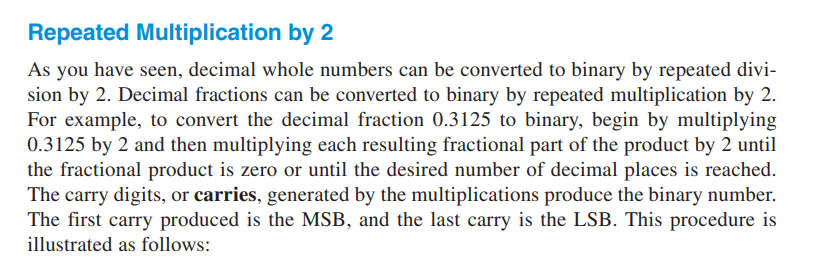 Repeated Multiplication by 2
As you have seen, decimal whole numbers can be converted to binary by repeated divi-
sion by 2. Decimal fractions can be converted to binary by repeated multiplication by 2.
For example, to convert the decimal fraction 0.3125 to binary, begin by multiplying
0.3125 by 2 and then multiplying each resulting fractional part of the product by 2 until
the fractional product is zero or until the desired number of decimal places is reached.
The carry digits, or carries, generated by the multiplications produce the binary number.
The first carry produced is the MSB, and the last carry is the LSB. This procedure is
illustrated as follows: